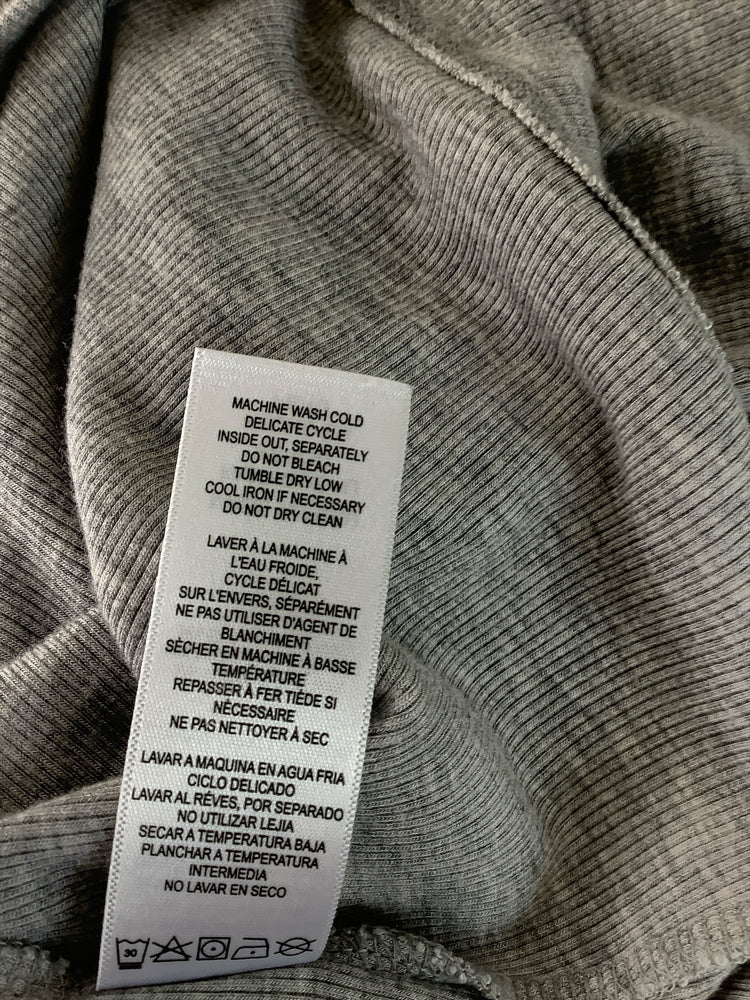 MACHINE WASH COLD
DELICATE CYCLE
INSIDE OUT, SEPARATELY
DO NOT BLEACH
TUMBLE DRY LOW
COOL IRON IF NECESSARY
DO NOT DRY CLEAN
LAVER À LA MACHINE À
L'EAU FROIDE,
CYCLE DÉLICAT
SUR L'ENVERS, SÉPARÉMENT
NE PAS UTILISER D'AGENT DE
BLANCHIMENT
SÈCHER EN MACHINE À BASSE
TEMPÉRATURE
REPASSER À FER TIÉDE SI
NÉCESSAIRE
NE PAS NETTOYER À SEC
LAVAR A MAQUINA EN AGUA FRIA
CICLO DELICADO
LAVAR AL RÉVES, POR SEPARADO
NO UTILIZAR LEJIA
SECAR A TEMPERATURA BAJA
PLANCHAR A TEMPERATURA
INTERMEDIA
NO LAVAR EN SECO
30